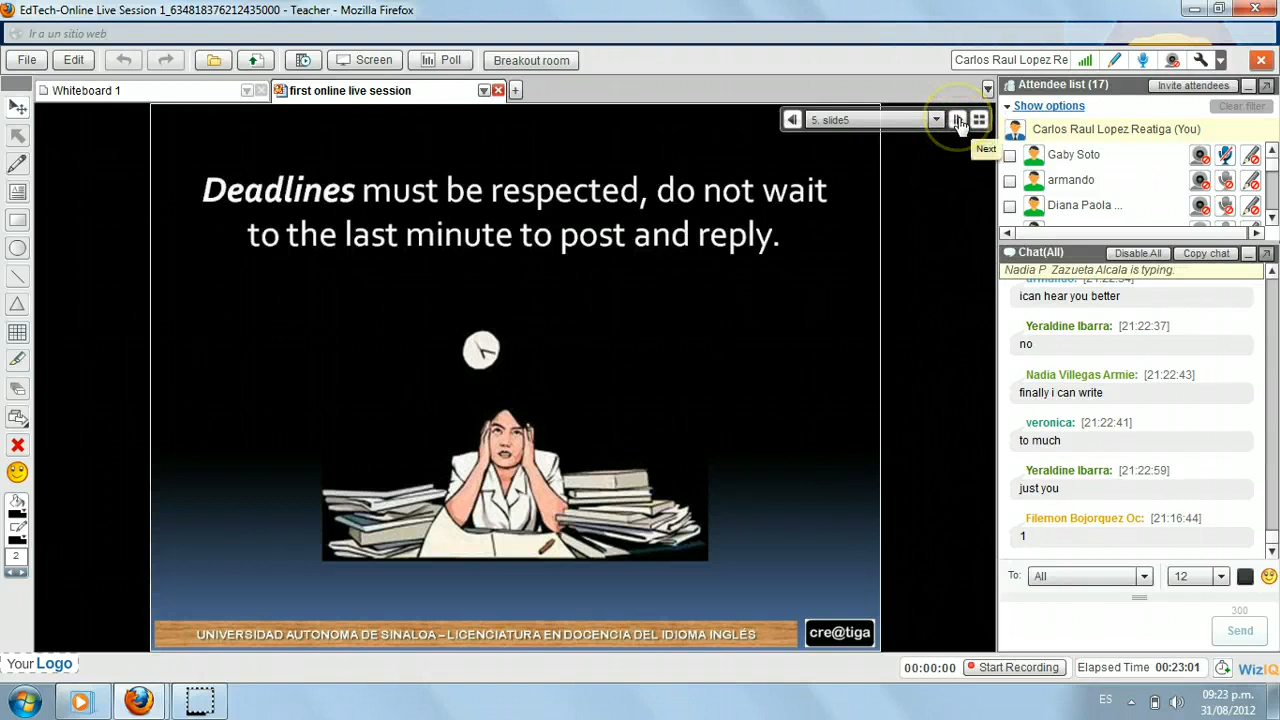 EdTech-Online Live Session 1_634818376212435000 - Teacher - Mozilla Firefox
Ir a un sitio web
File
Edit
Screen
Poll
Breakout room
Carlos Raul Lopez Re
Whiteboard 1
first online live session
5. slide5
Next
Deadlines must be respected, do not wait
to the last minute to post and reply.
UNIVERSIDAD AUTONOMA DE SINALOA – LICENCIATURA EN DOCENCIA DEL IDIOMA INGLÉS
cre@tiga
Attendee list (17)
Invite attendees
Show options
Clear filter
Carlos Raul Lopez Reatiga (You)
Gaby Soto
armando
Diana Paola ...
Chat(All)
Disable All
Copy chat
Nadia P Zazueta Alcala is typing.
ican hear you better
Yeraldine Ibarra: [21:22:37]
no
Nadia Villegas Armie: [21:22:43]
finally i can write
veronica: [21:22:41]
to much
Yeraldine Ibarra: [21:22:59]
just you
Filemon Bojorquez Oc: [21:16:44]
1
To: All
12
300
Send
2
Your Logo
00:00:00
Start Recording
Elapsed Time 00:23:01
WizIQ
ES
09:23 p.m.
31/08/2012